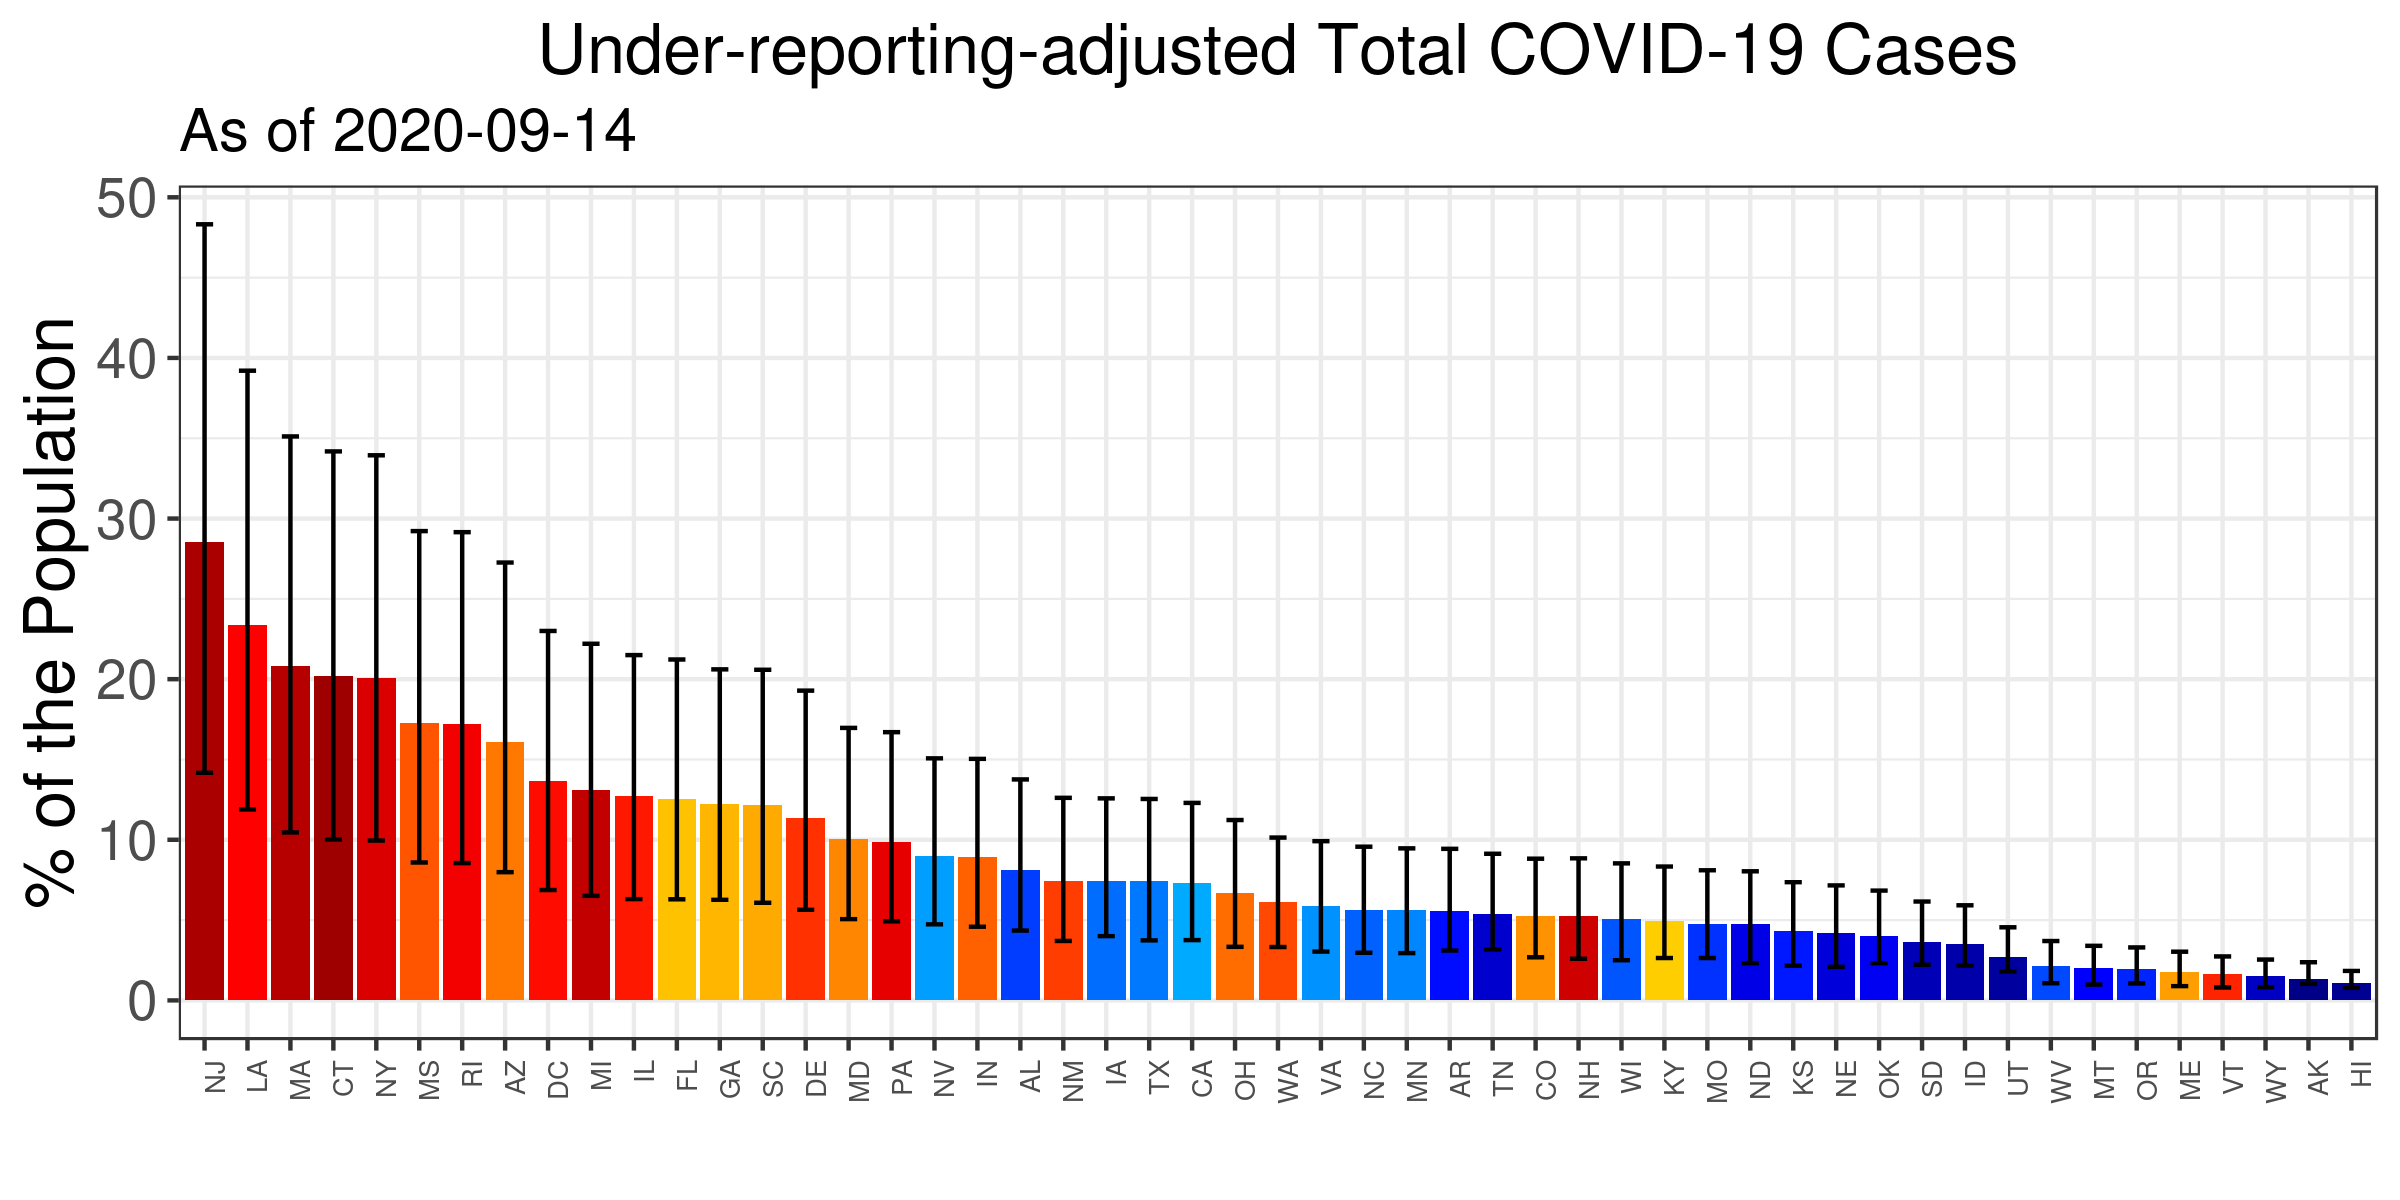 Under-reporting-adjusted Total COVID-19 Cases
As of 2020-09-14
% of the Population
50
40
30
20
10
0
NJ LA MA CT NY MS RI AZ DC MI IL FL GA SC DE MD PA NV IN AL NM IA TX CA OH WA VA NC MN AR TN CO NH WI KY MO ND KS NE OK SD ID UT WV MT OR ME VT WY AK HI